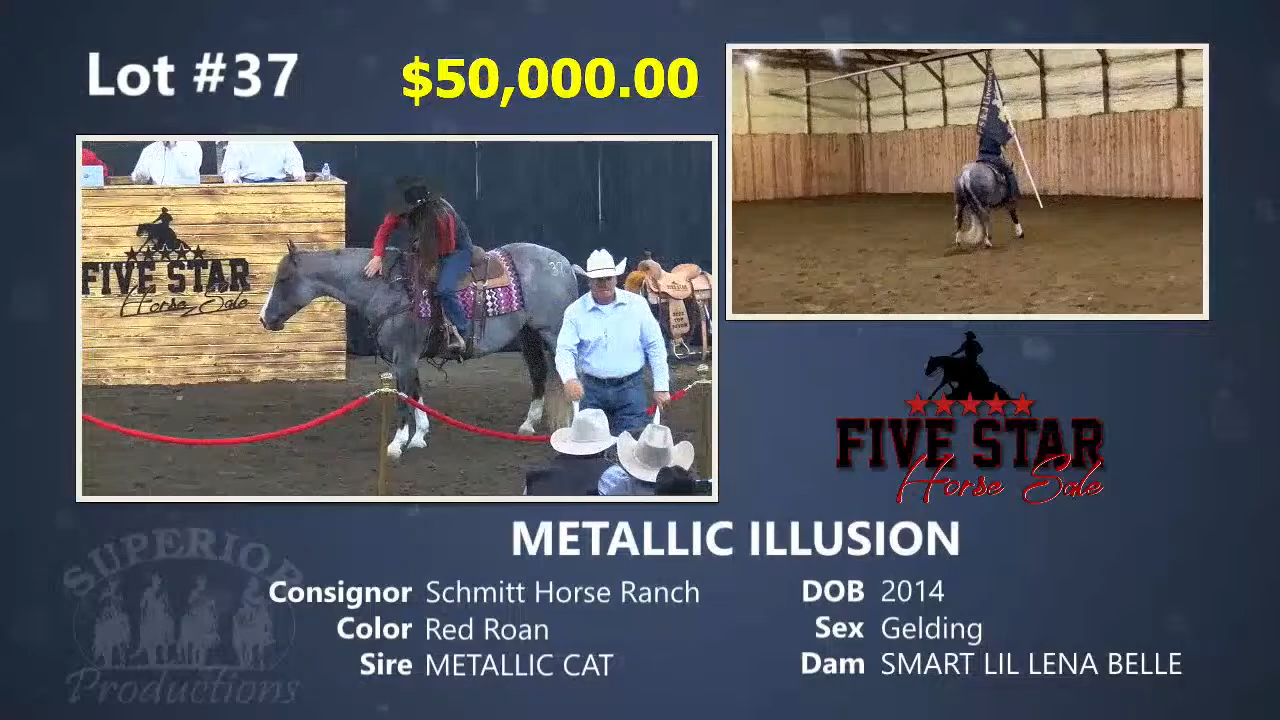 Lot #37
$50,000.00
FIVE STAR
Horse Sale
37
FIVE STAR
Horse Sale
METALLIC ILLUSION
Consignor Schmitt Horse Ranch
DOB 2014
Color Red Roan
Sex Gelding
Sire METALLIC CAT
Dam SMART LIL LENA BELLE
SUPERIOR
Productions